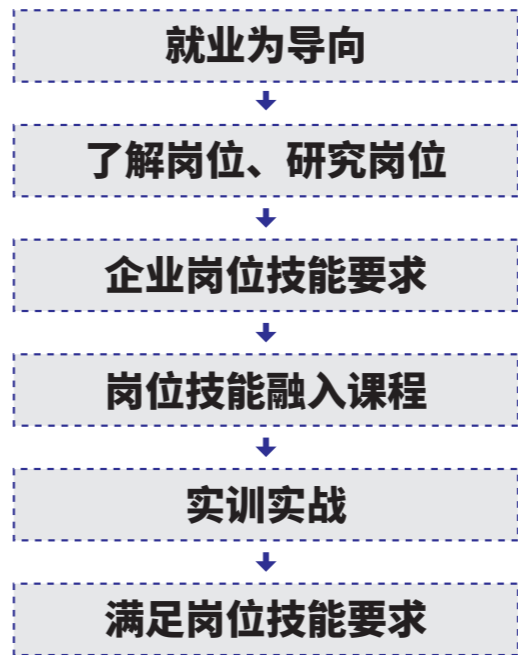 就业为导向
了解岗位、研究岗位
企业岗位技能要求
岗位技能融入课程
实训实战
满足岗位技能要求